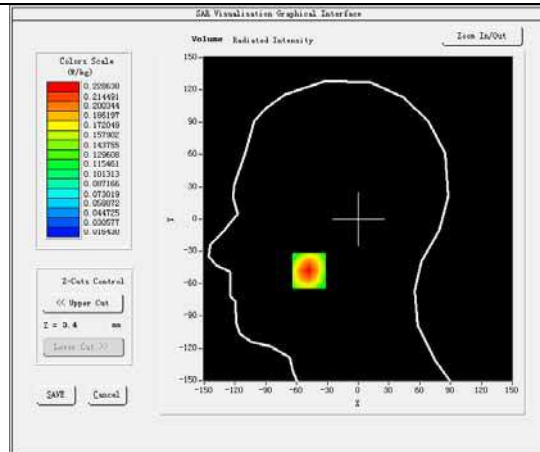 SAR Visualisation Graphical Interface
Volume Radiated Intensity
Zoom In/Out
Colors Scale
(W/kg)
0.228638
0.214491
0.200344
0.186197
0.172049
0.157902
0.143755
0.129608
0.115461
0.101313
0.087166
0.073019
0.058872
0.044725
0.030577
0.016430
Z-Cuts Control
<< Upper Cut
Z = 3.4 mm
Lower Cut >>
SAVE Cancel
150
120
90
60
30
0
-30
-60
-90
-120
-150
Y
-150 -120 -90 -60 -30 0 30 60 90 120 150
X